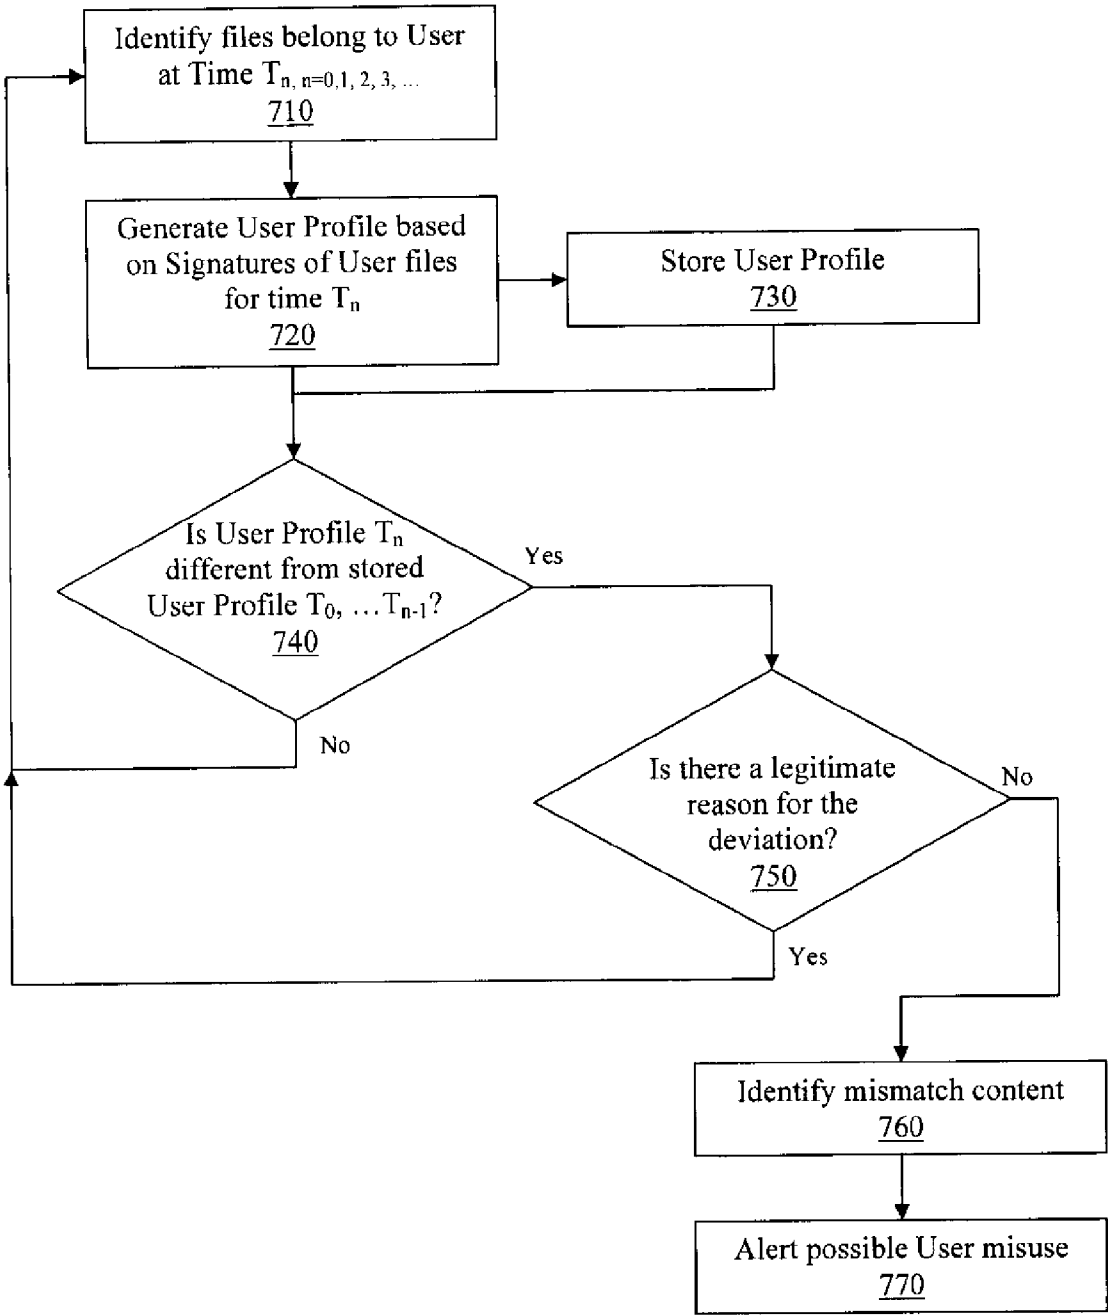 Identify files belong to User
at Time Tn, n=0,1, 2, 3, ...
710
Generate User Profile based
on Signatures of User files
for time Tn
720
Store User Profile
730
Is User Profile Tn
different from stored
User Profile T0, ...Tn-1?
740
Yes
No
Is there a legitimate
reason for the
deviation?
750
No
Yes
Identify mismatch content
760
Alert possible User misuse
770